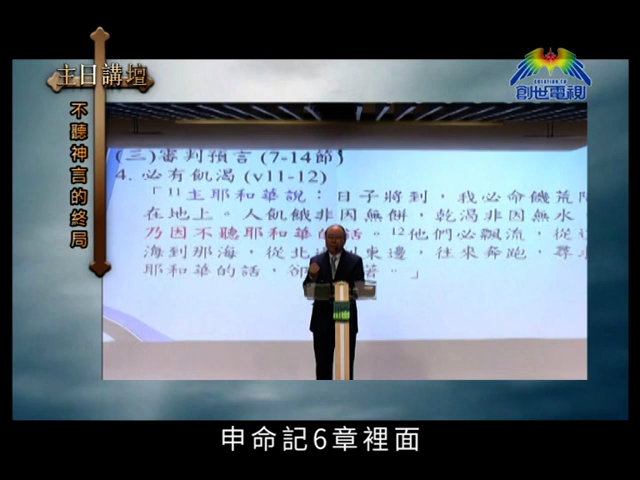 主日講壇
不聽神言的終局
CREATION TV
創世電視
(三)審判預言 (7-14節)
4. 必有飢渴 (v11-12)
「11主耶和華說：日子將到，我必命饑荒降
在地上。人飢餓非因無餅，乾渴非因無水，
乃因不聽耶和華的話。12他們必飄流，從這
海到那海，從北邊到東邊，往來奔跑，尋求
耶和華的話，卻 著。」
申命記6章裡面